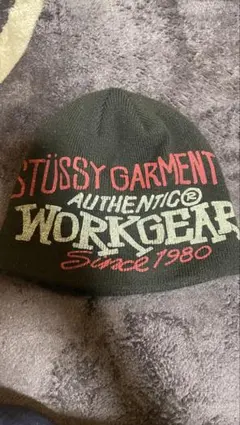 STÜSSY GARMENT
AUTHENTIC®
WORKGEAR
Since 1980